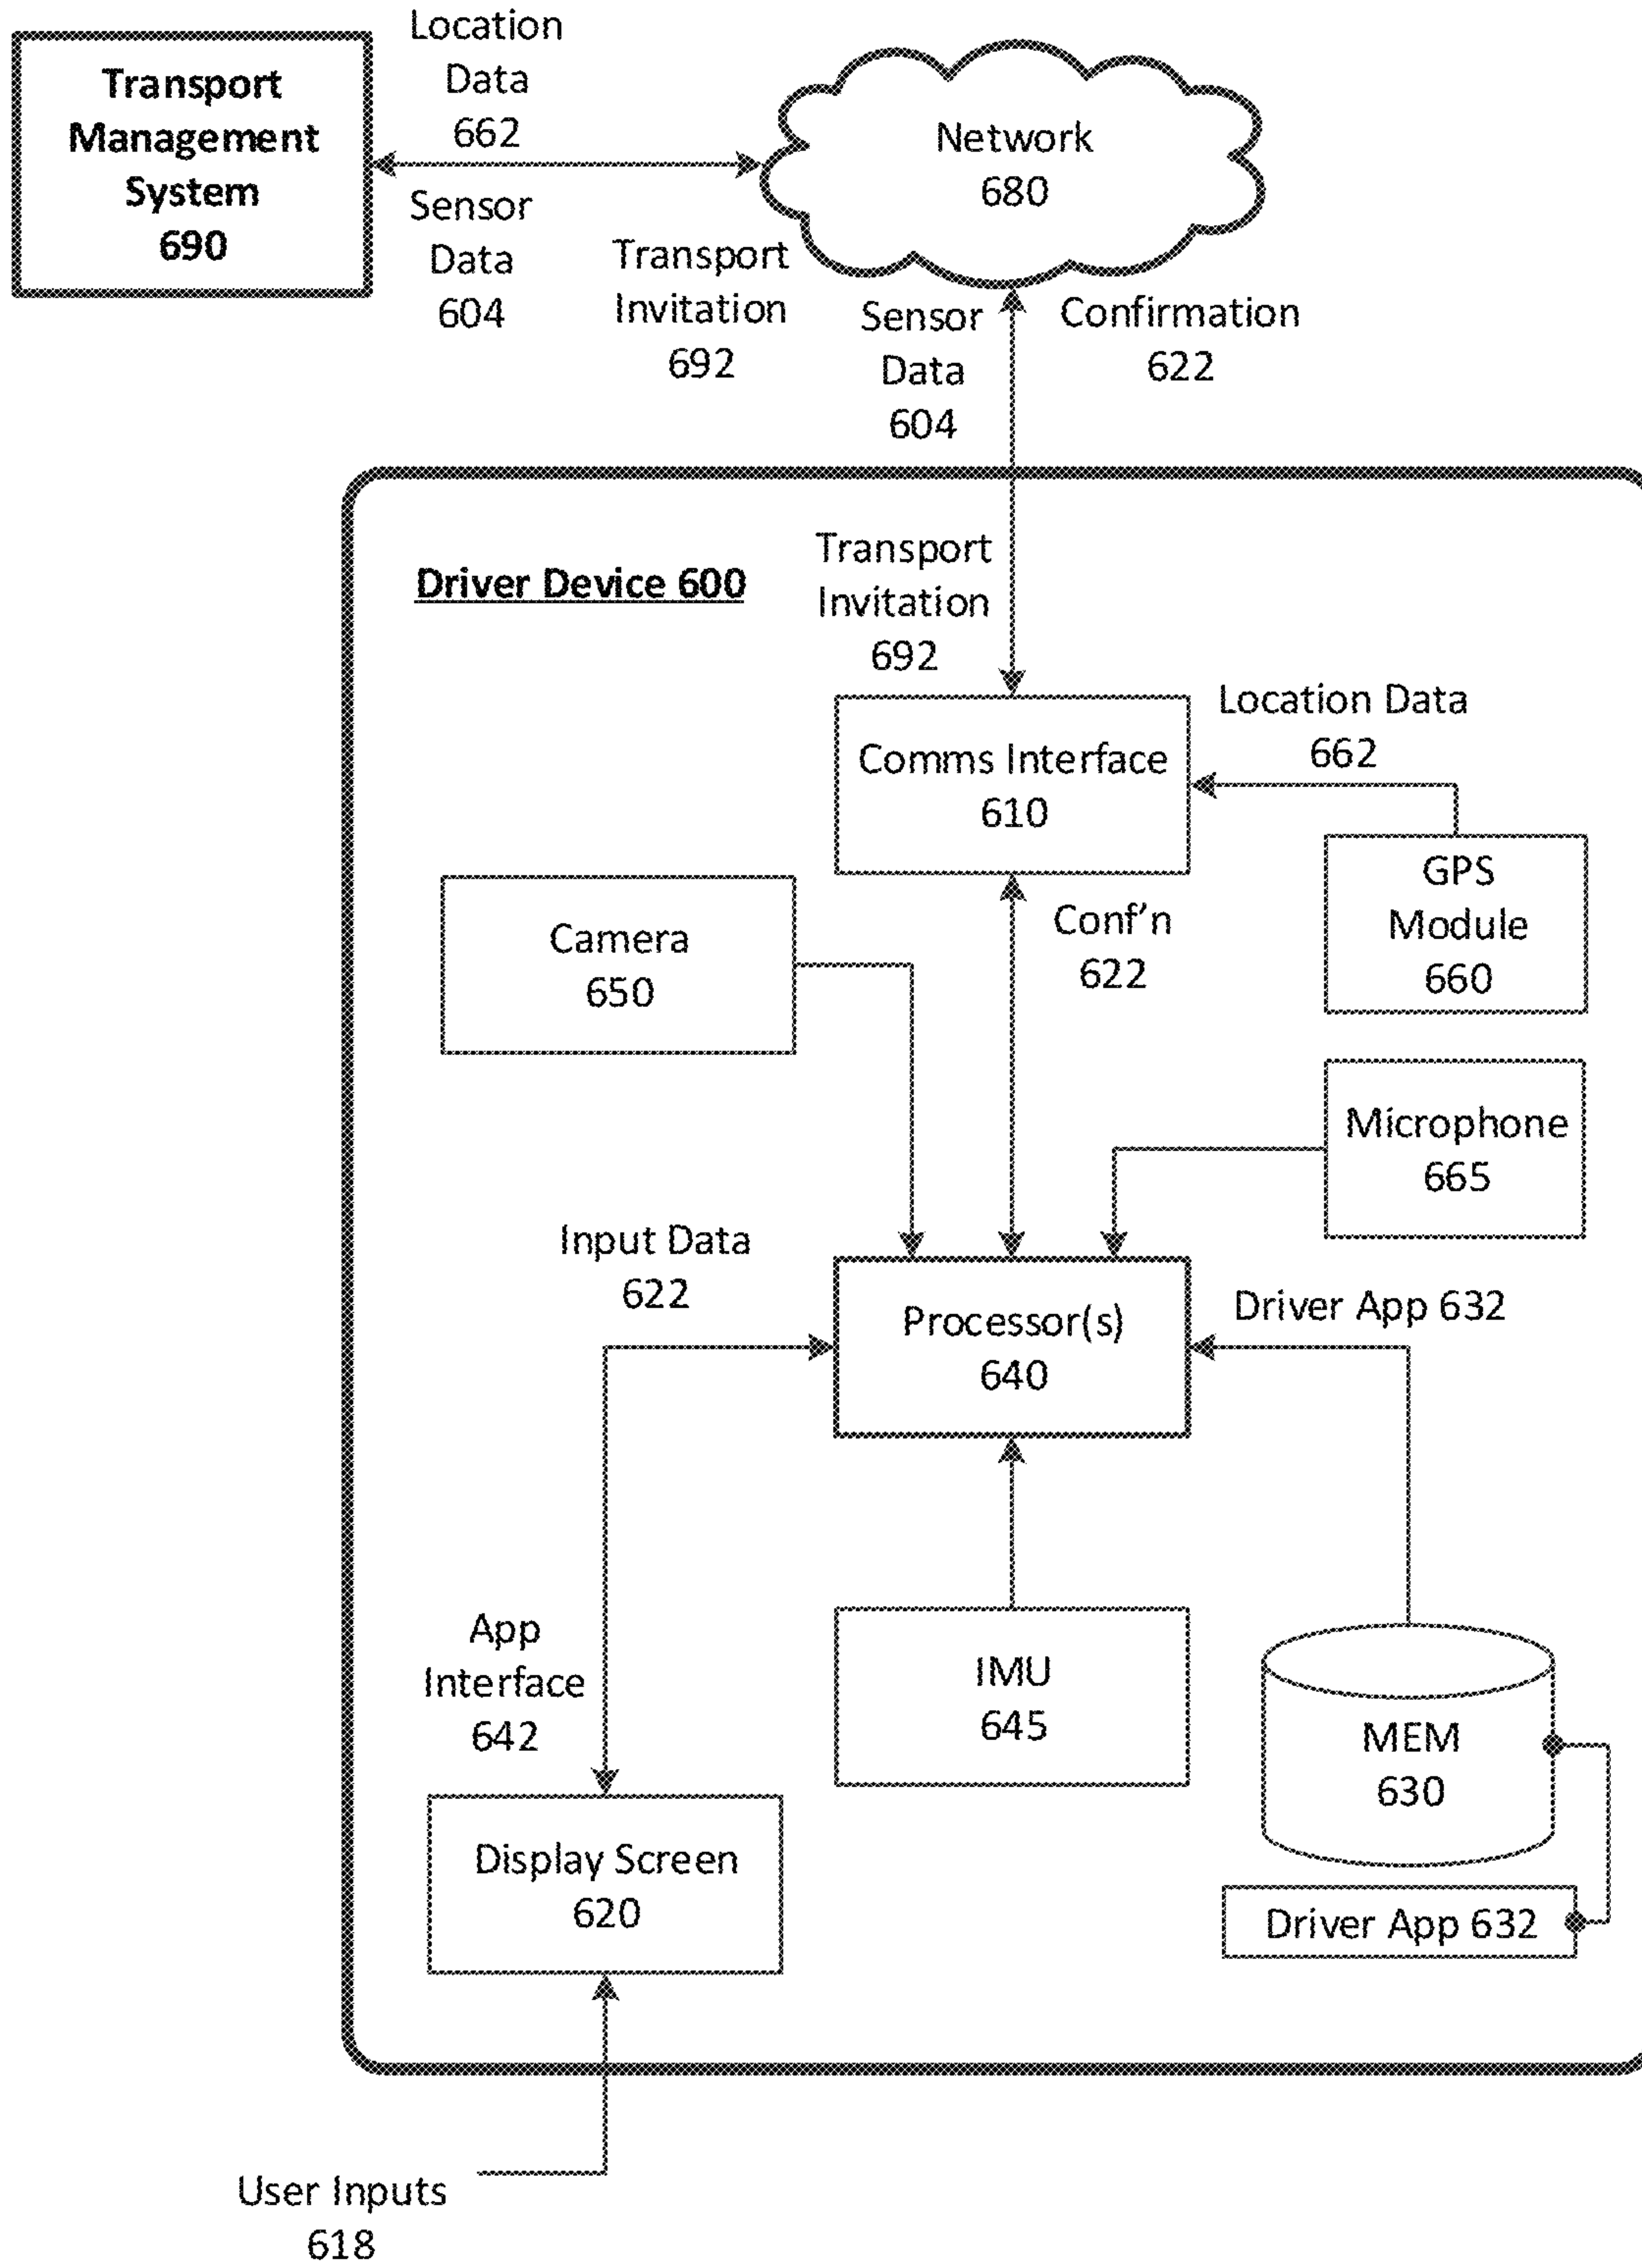 Transport
Management
System
690
Location
Data
662
Sensor
Data
604
Transport
Invitation
692
Network
680
Sensor
Data
604
Confirmation
622
Driver Device 600
Transport
Invitation
692
Comms Interface
610
Location Data
662
GPS
Module
660
Camera
650
Conf'n
622
Microphone
665
Input Data
622
Processor(s)
640
Driver App 632
App
Interface
642
IMU
645
MEM
630
Display Screen
620
Driver App 632
User Inputs
618